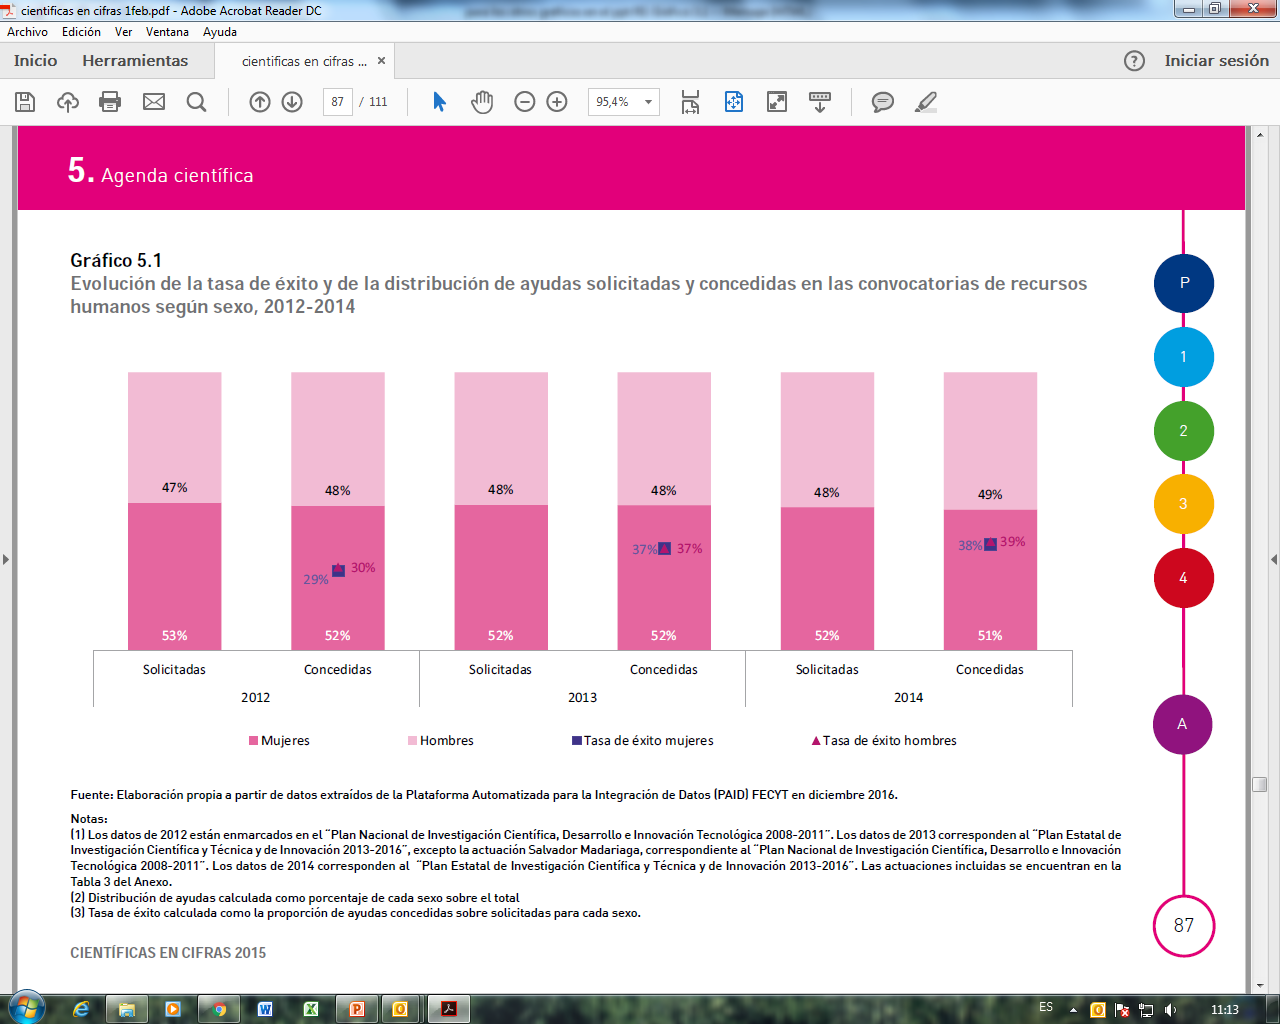 cientificas en cifras 1feb.pdf - Adobe Acrobat Reader DC
Archivo Edición Ver Ventana Ayuda
Inicio Herramientas cientificas en cifras ... × ? Iniciar sesión
87 / 111 95,4%
5. Agenda científica
Gráfico 5.1
Evolución de la tasa de éxito y de la distribución de ayudas solicitadas y concedidas en las convocatorias de recursos
humanos según sexo, 2012-2014
P
1
2
3
4
A
47% 48% 48% 48% 48% 49%
29% 30% 37% 37% 38% 39%
53% 52% 52% 52% 52% 51%
Solicitadas Concedidas Solicitadas Concedidas Solicitadas Concedidas
2012 2013 2014
Mujeres Hombres Tasa de éxito mujeres Tasa de éxito hombres
Fuente: Elaboración propia a partir de datos extraídos de la Plataforma Automatizada para la Integración de Datos (PAID) FECYT en diciembre 2016.
Notas:
(1) Los datos de 2012 están enmarcados en el "Plan Nacional de Investigación Científica, Desarrollo e Innovación Tecnológica 2008-2011". Los datos de 2013 corresponden al "Plan Estatal de
Investigación Científica y Técnica y de Innovación 2013-2016", excepto la actuación Salvador Madariaga, correspondiente al "Plan Nacional de Investigación Científica, Desarrollo e Innovación
Tecnológica 2008-2011". Los datos de 2014 corresponden al "Plan Estatal de Investigación Científica y Técnica y de Innovación 2013-2016". Las actuaciones incluidas se encuentran en la
Tabla 3 del Anexo.
(2) Distribución de ayudas calculada como porcentaje de cada sexo sobre el total
(3) Tasa de éxito calculada como la proporción de ayudas concedidas sobre solicitadas para cada sexo.
87
CIENTÍFICAS EN CIFRAS 2015
ES 11:13